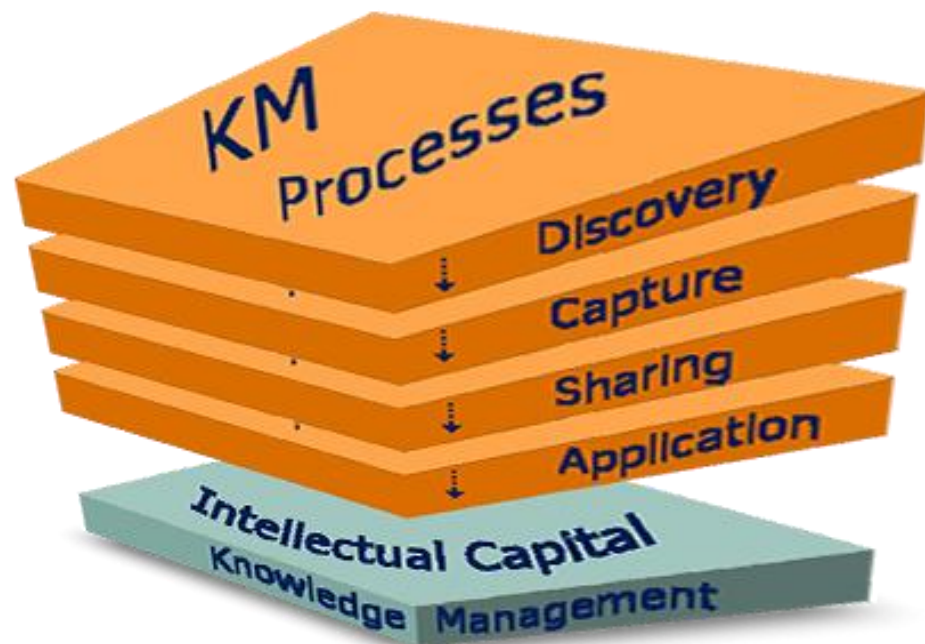 KM
Processes
Discovery
Capture
Sharing
Application
Intellectual Capital
Knowledge Management